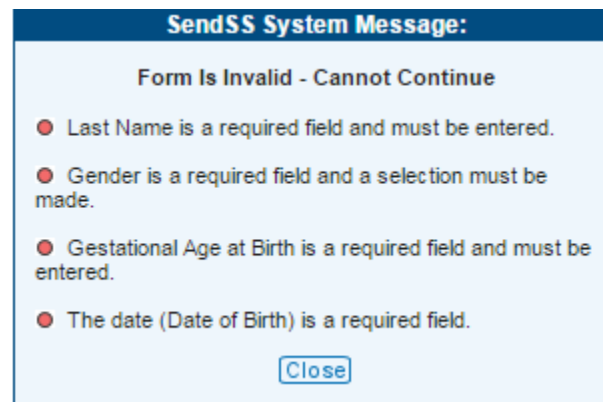 SendSS System Message:
Form Is Invalid - Cannot Continue
Last Name is a required field and must be entered.
Gender is a required field and a selection must be
made.
Gestational Age at Birth is a required field and must be
entered.
The date (Date of Birth) is a required field.
Close